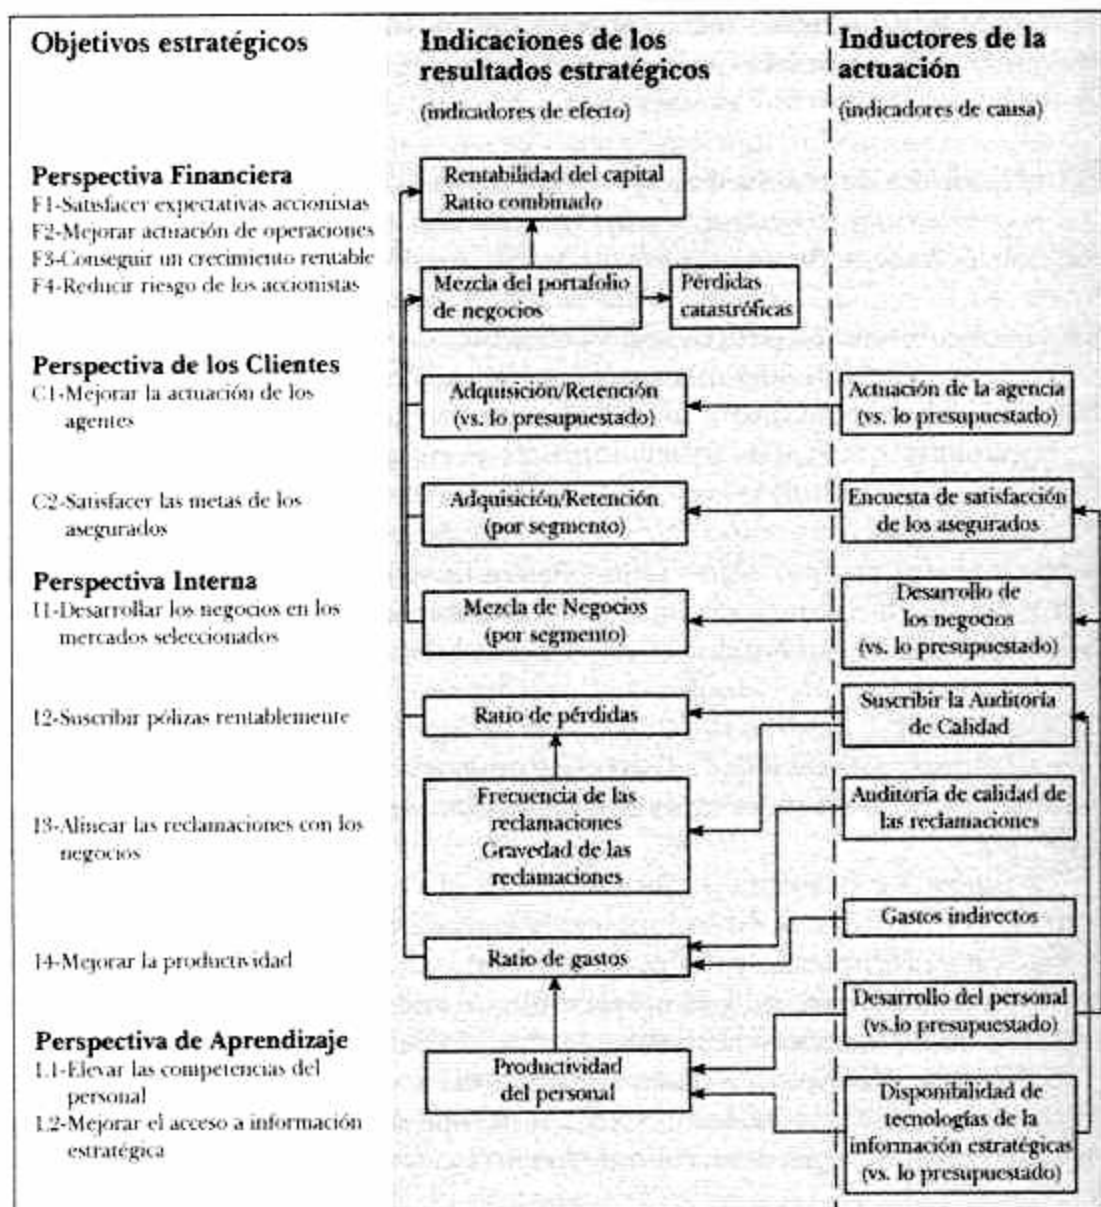 Objetivos estratégicos
Indicaciones de los
resultados estratégicos
(indicadores de efecto)
Inductores de la
actuación
(indicadores de causa)
Perspectiva Financiera
F1-Satisfacer expectativas accionistas
F2-Mejorar actuación de operaciones
F3-Conseguir un crecimiento rentable
F4-Reducir riesgo de los accionistas
Rentabilidad del capital
Ratio combinado
Mezcla del portafolio
de negocios
Pérdidas
catastróficas
Perspectiva de los Clientes
C1-Mejorar la actuación de los
agentes
Adquisición/Retención
(vs. lo presupuestado)
Actuación de la agencia
(vs. lo presupuestado)
C2-Satisfacer las metas de los
asegurados
Adquisición/Retención
(por segmento)
Encuesta de satisfacción
de los asegurados
Perspectiva Interna
I1-Desarrollar los negocios en los
mercados seleccionados
Mezcla de Negocios
(por segmento)
Desarrollo de
los negocios
(vs. lo presupuestado)
I2-Suscribir pólizas rentablemente
Ratio de pérdidas
Suscribir la Auditoría
de Calidad
I3-Alinear las reclamaciones con los
negocios
Frecuencia de las
reclamaciones
Gravedad de las
reclamaciones
Auditoría de calidad de
las reclamaciones
Gastos indirectos
I4-Mejorar la productividad
Ratio de gastos
Desarrollo del personal
(vs.lo presupuestado)
Perspectiva de Aprendizaje
L1-Elevar las competencias del
personal
L2-Mejorar el acceso a información
estratégica
Productividad
del personal
Disponibilidad de
tecnologías de la
información estratégicas
(vs. lo presupuestado)